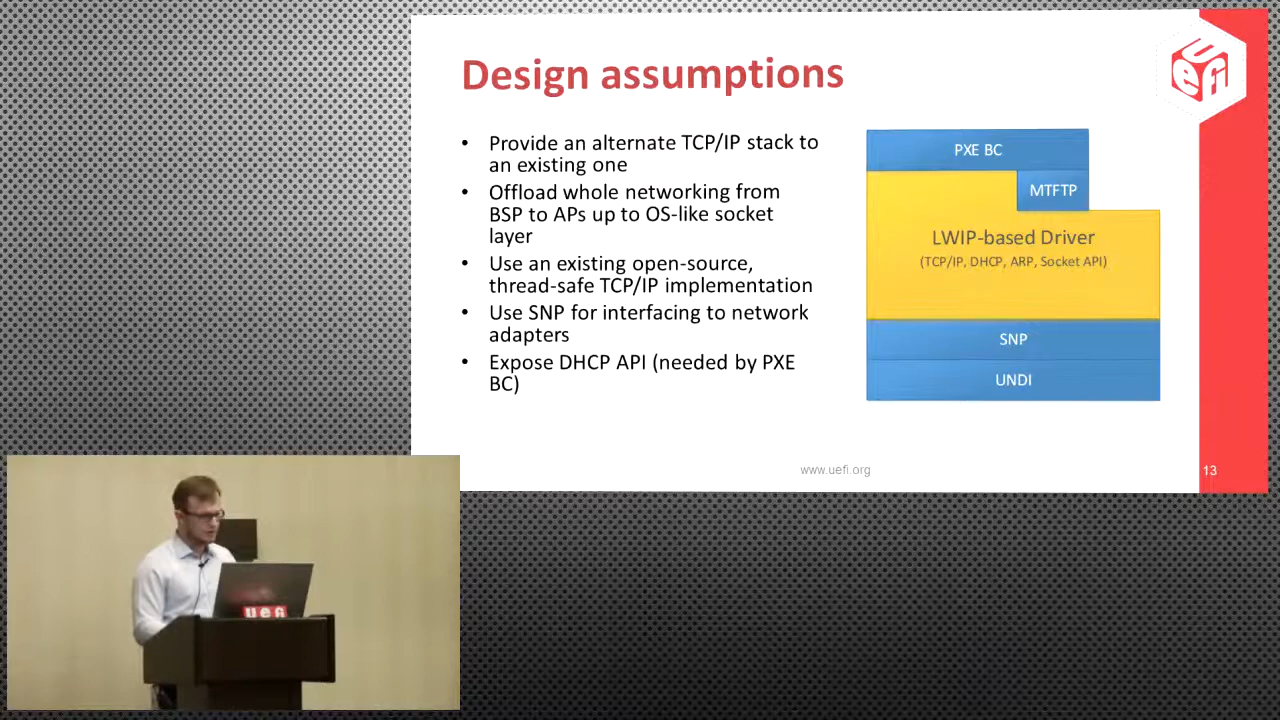 Design assumptions
uefi
• Provide an alternate TCP/IP stack to
an existing one
• Offload whole networking from
BSP to APs up to OS-like socket
layer
• Use an existing open-source,
thread-safe TCP/IP implementation
• Use SNP for interfacing to network
adapters
• Expose DHCP API (needed by PXE
BC)
PXE BC
MTFTP
LWIP-based Driver
(TCP/IP, DHCP, ARP, Socket API)
SNP
UNDI
www.uefi.org
13
uefi